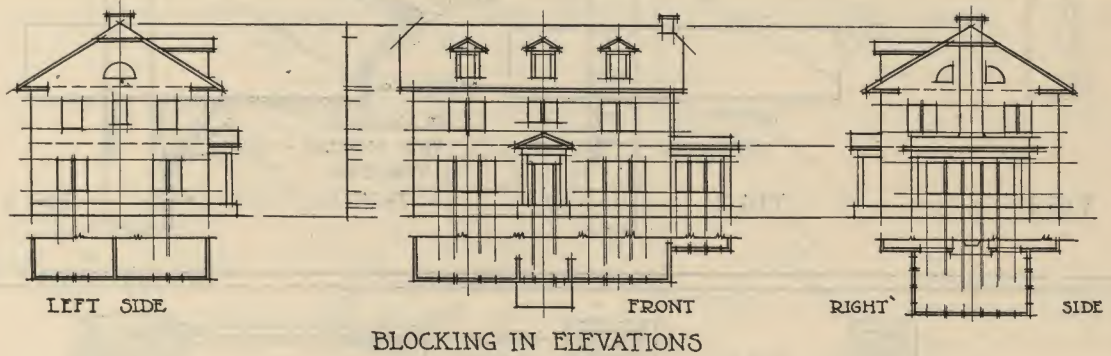 LEFT SIDE
FRONT
RIGHT SIDE
BLOCKING IN ELEVATIONS